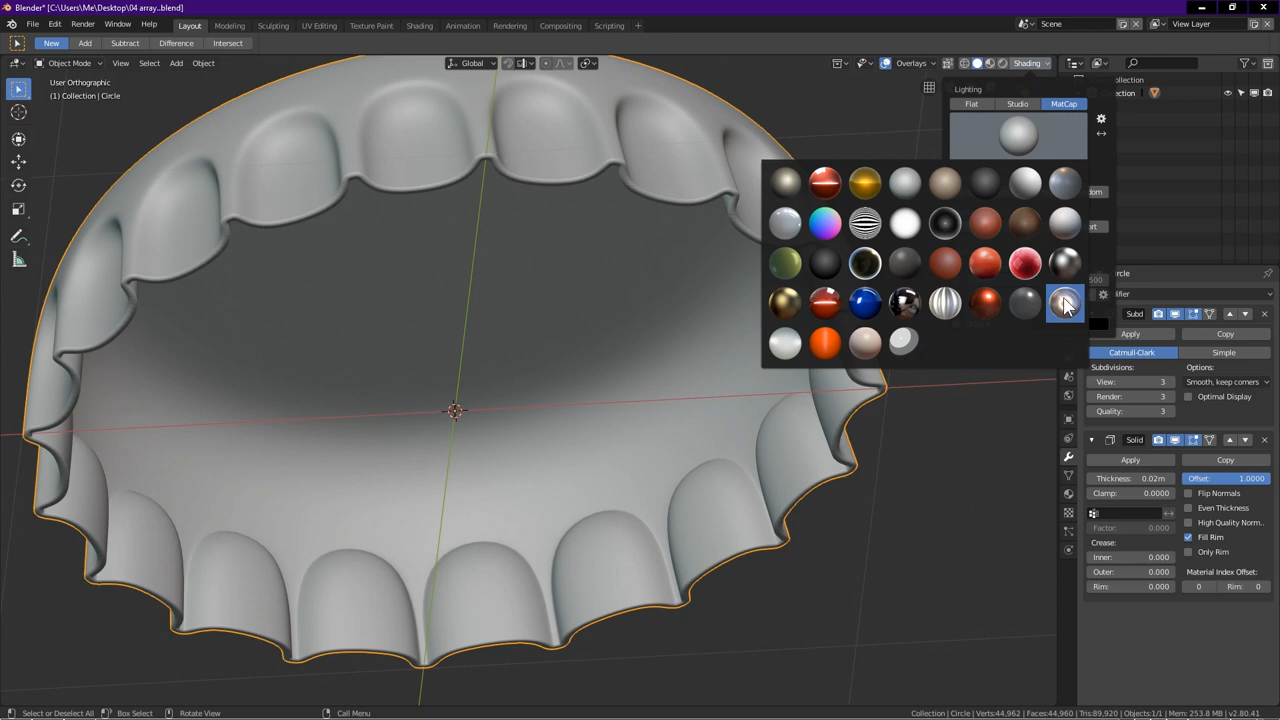 Blender* [C:\Users\Me\Desktop\04 array..blend]
File Edit Render Window Help Layout Modeling Sculpting UV Editing Texture Paint Shading Animation Rendering Compositing Scripting + Scene View Layer
New Add Subtract Difference Intersect
Object Mode View Select Add Object Global Overlays Shading
User Orthographic
(1) Collection | Circle
Lighting
Flat Studio MatCap
Subd
Apply Copy
Catmull-Clark Simple
Subdivisions: Options:
View: 3 Smooth, keep corners
Render: 3 Optimal Display
Quality: 3
Solid
Apply Copy
Thickness: 0.02m Offset: 1.0000
Clamp: 0.0000 Flip Normals
Even Thickness
Factor: 0.000 High Quality Norm..
Crease: Fill Rim
Inner: 0.000 Only Rim
Outer: 0.000 Material Index Offset:
Rim: 0.000 0 Rim: 0
Select or Deselect All Box Select Rotate View Call Menu Collection | Circle | Verts:44,962 | Faces:44,960 | Tris:89,920 | Objects:1/1 | Mem: 253.8 MB | v2.80.41